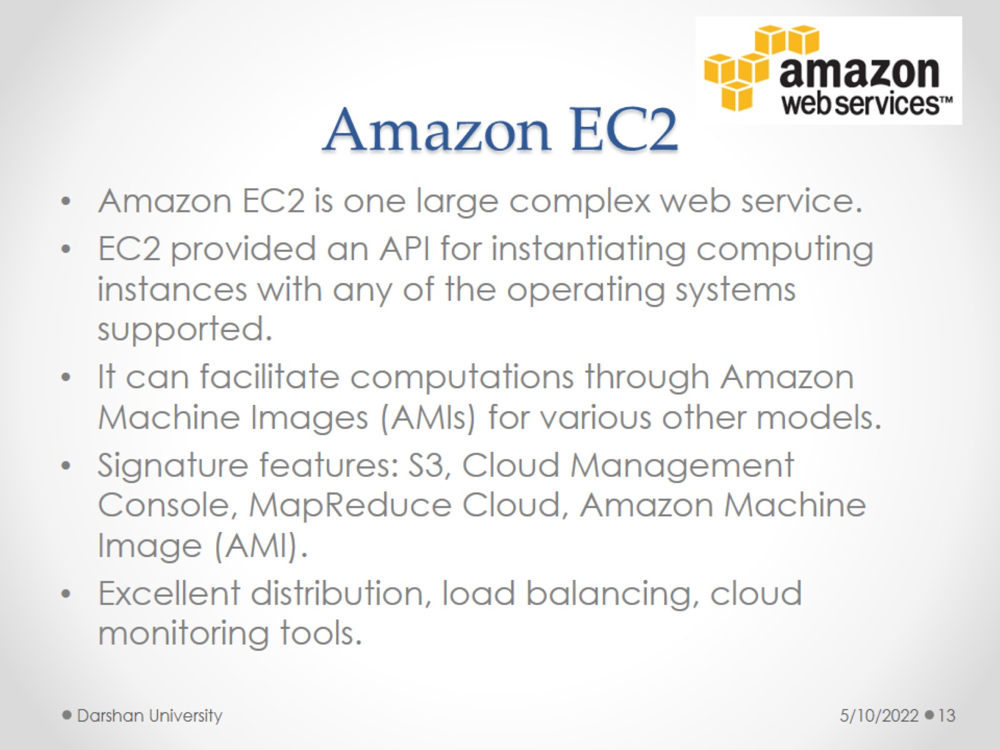 amazon
web services™
Amazon EC2
• Amazon EC2 is one large complex web service.
• EC2 provided an API for instantiating computing
instances with any of the operating systems
supported.
• It can facilitate computations through Amazon
Machine Images (AMIs) for various other models.
• Signature features: S3, Cloud Management
Console, MapReduce Cloud, Amazon Machine
Image (AMI).
• Excellent distribution, load balancing, cloud
monitoring tools.
● Darshan University
5/10/2022 ● 13